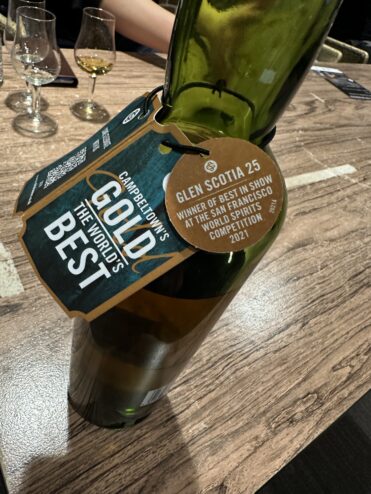 CAMPBELTOWN'S
GOLD
THE WORLD'S
BEST
GLEN SCOTIA 25
WINNER OF BEST IN SHOW
AT THE SAN FRANCISCO
WORLD SPIRITS
COMPETITION
2021